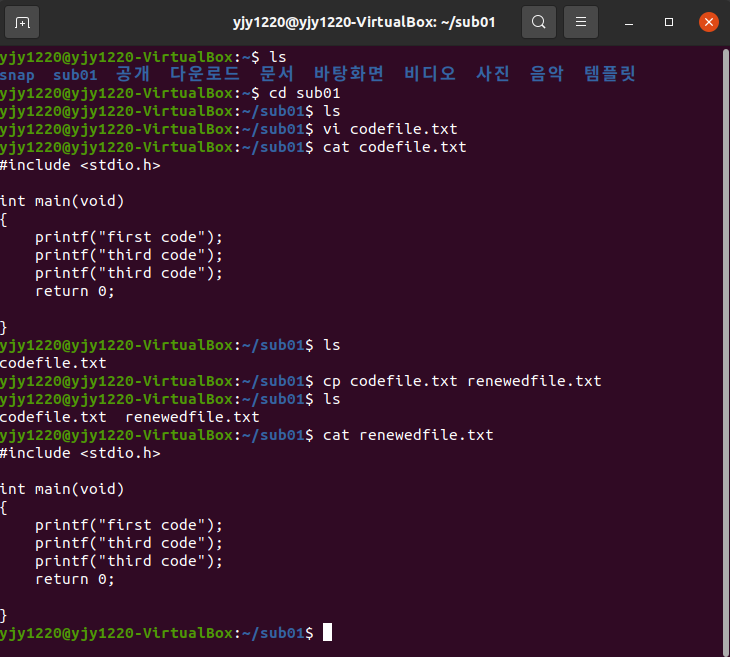 yjy1220@yjy1220-VirtualBox: ~/sub01
yjy1220@yjy1220-VirtualBox:~$ ls
snap  sub01  공개  다운로드  문서  바탕화면  비디오  사진  음악  템플릿
yjy1220@yjy1220-VirtualBox:~$ cd sub01
yjy1220@yjy1220-VirtualBox:~/sub01$ ls
yjy1220@yjy1220-VirtualBox:~/sub01$ vi codefile.txt
yjy1220@yjy1220-VirtualBox:~/sub01$ cat codefile.txt
#include <stdio.h>

int main(void)
{
    printf("first code");
    printf("third code");
    printf("third code");
    return 0;

}
yjy1220@yjy1220-VirtualBox:~/sub01$ ls
codefile.txt
yjy1220@yjy1220-VirtualBox:~/sub01$ cp codefile.txt renewedfile.txt
yjy1220@yjy1220-VirtualBox:~/sub01$ ls
codefile.txt  renewedfile.txt
yjy1220@yjy1220-VirtualBox:~/sub01$ cat renewedfile.txt
#include <stdio.h>

int main(void)
{
    printf("first code");
    printf("third code");
    printf("third code");
    return 0;

}
yjy1220@yjy1220-VirtualBox:~/sub01$